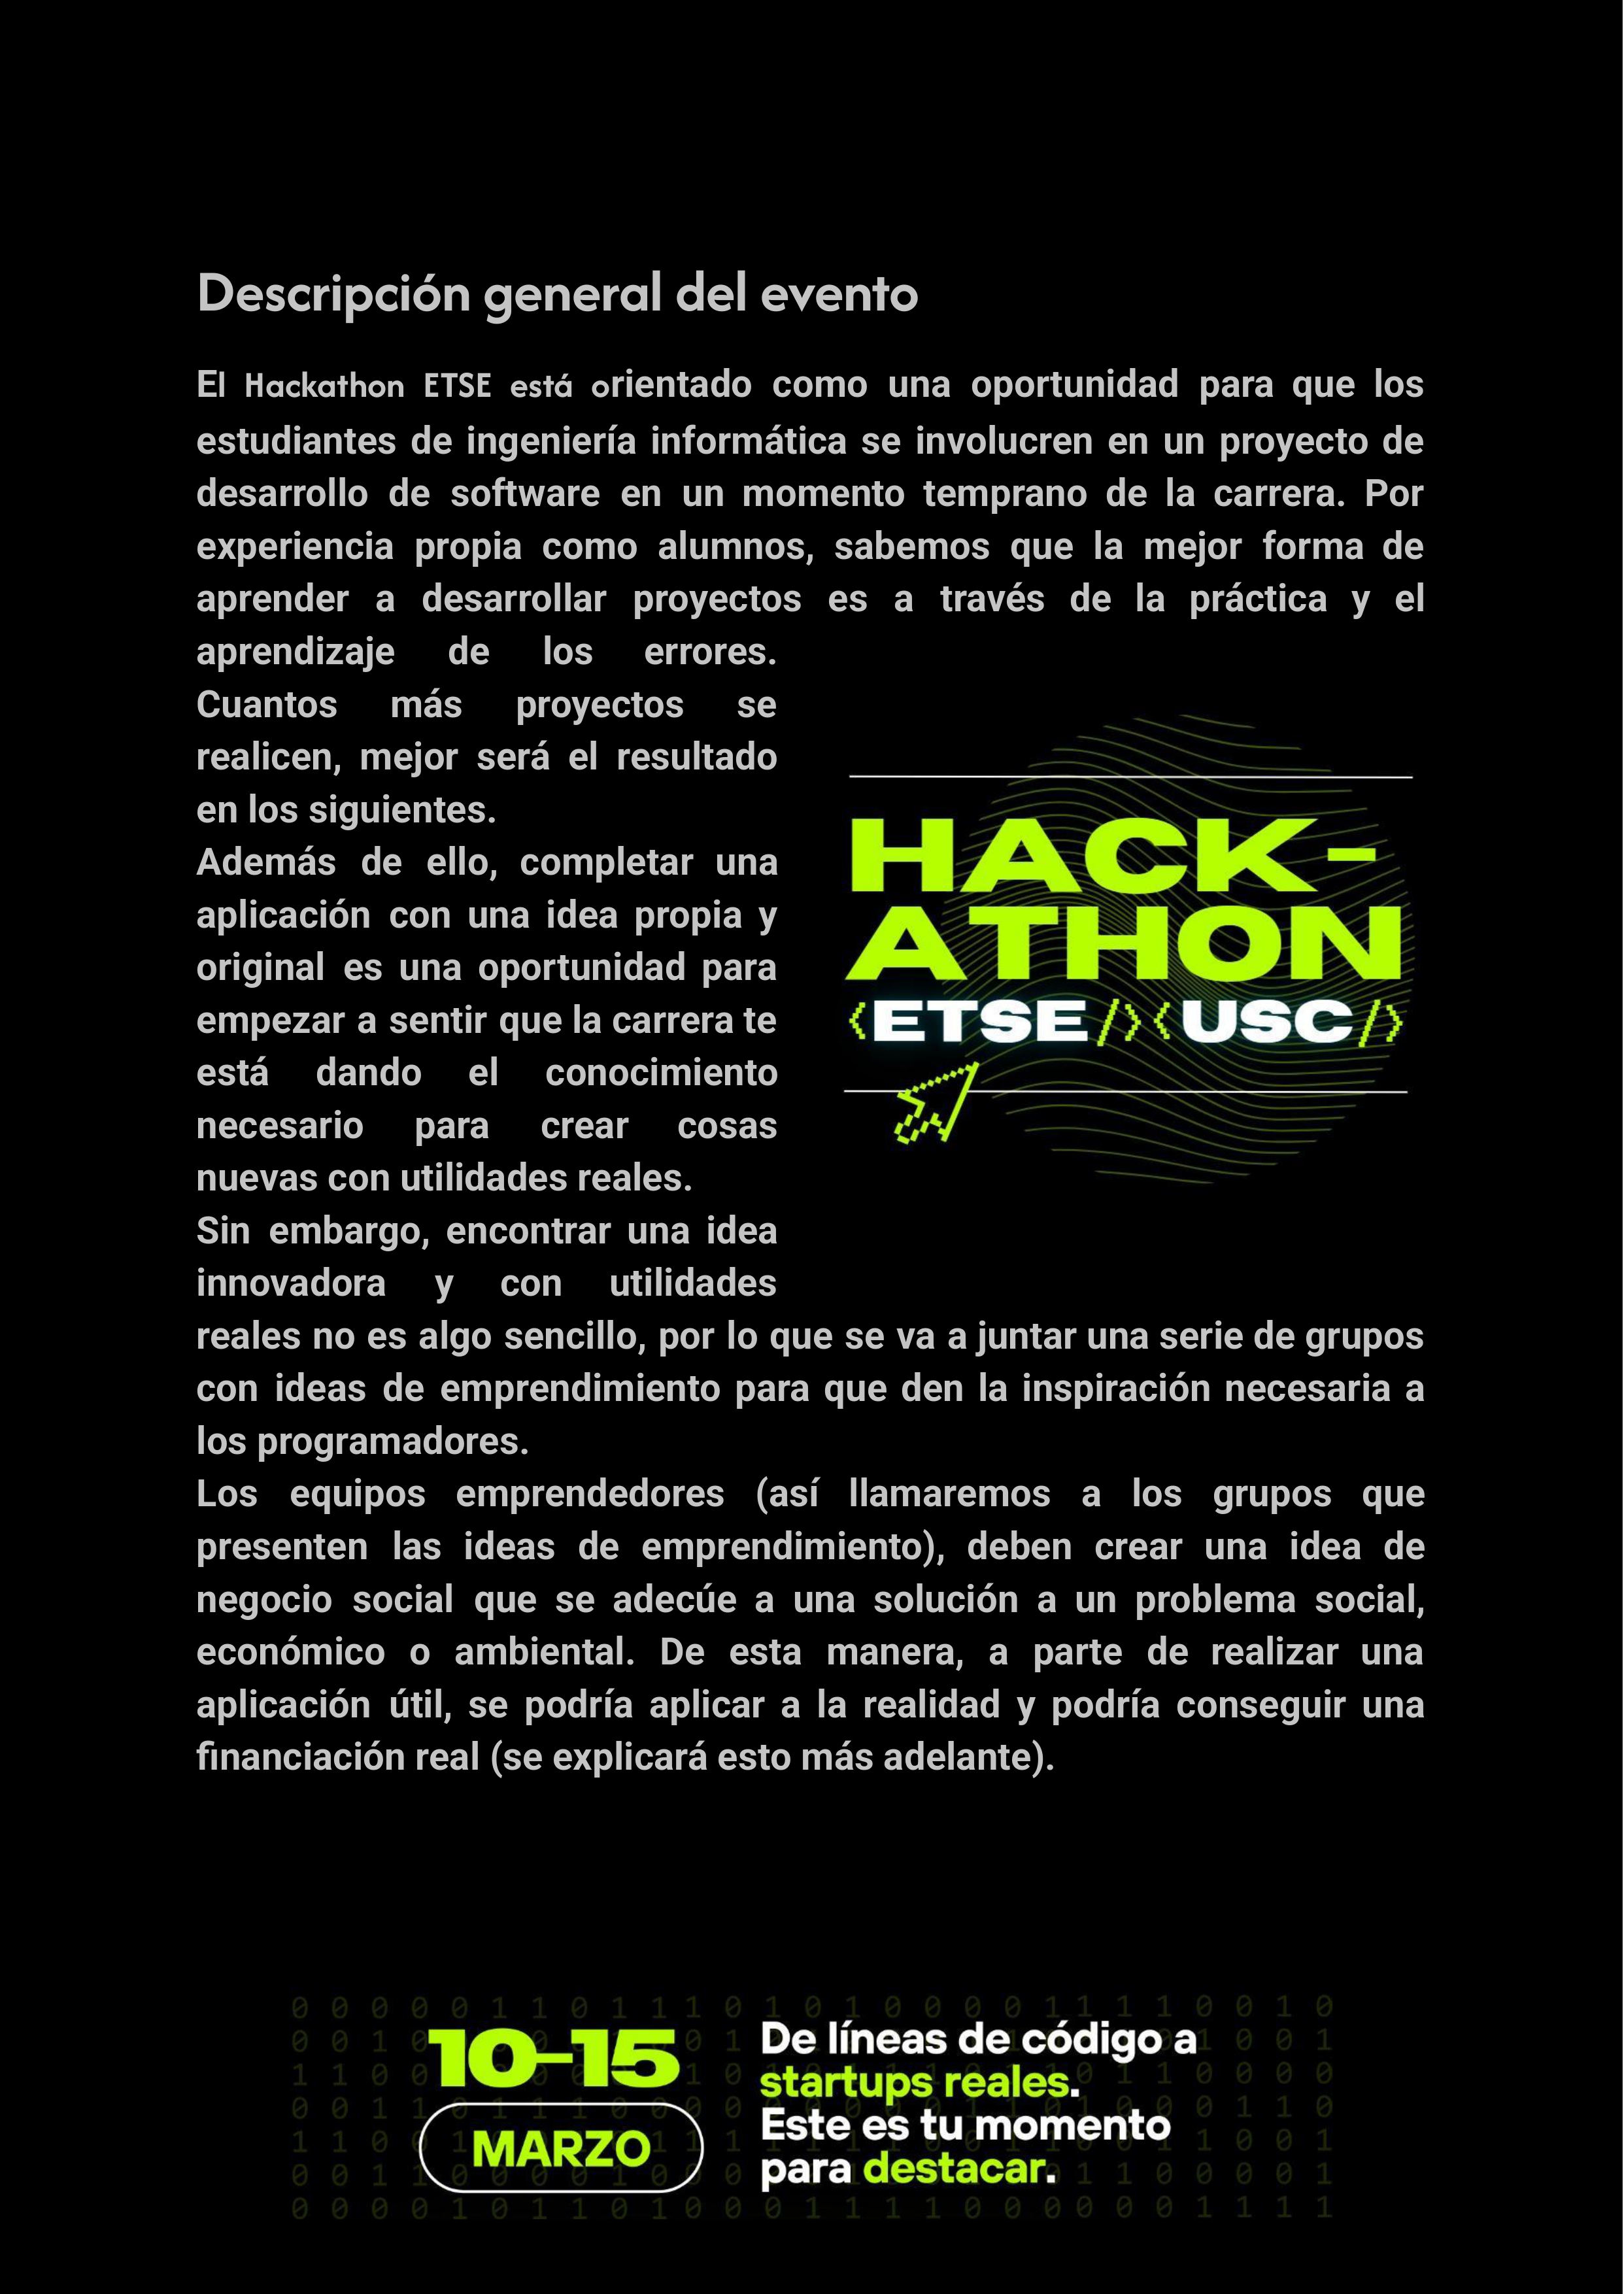 Descripción general del evento
El Hackathon ETSE está orientado como una oportunidad para que los
estudiantes de ingeniería informática se involucren en un proyecto de
desarrollo de software en un momento temprano de la carrera. Por
experiencia propia como alumnos, sabemos que la mejor forma de
aprender a desarrollar proyectos es a través de la práctica y el
aprendizaje de los errores.
Cuantos más proyectos se
realicen, mejor será el resultado
en los siguientes.
Además de ello, completar una
aplicación con una idea propia y
original es una oportunidad para
empezar a sentir que la carrera te
está dando el conocimiento
necesario para crear cosas
nuevas con utilidades reales.
Sin embargo, encontrar una idea
innovadora y con utilidades
reales no es algo sencillo, por lo que se va a juntar una serie de grupos
con ideas de emprendimiento para que den la inspiración necesaria a
los programadores.
Los equipos emprendedores (así llamaremos a los grupos que
presenten las ideas de emprendimiento), deben crear una idea de
negocio social que se adecúe a una solución a un problema social,
económico o ambiental. De esta manera, a parte de realizar una
aplicación útil, se podría aplicar a la realidad y podría conseguir una
financiación real (se explicará esto más adelante).
HACK-
ATHON
<ETSE/><USC/>
10-15
MARZO
De líneas de código a
startups reales.
Este es tu momento
para destacar.